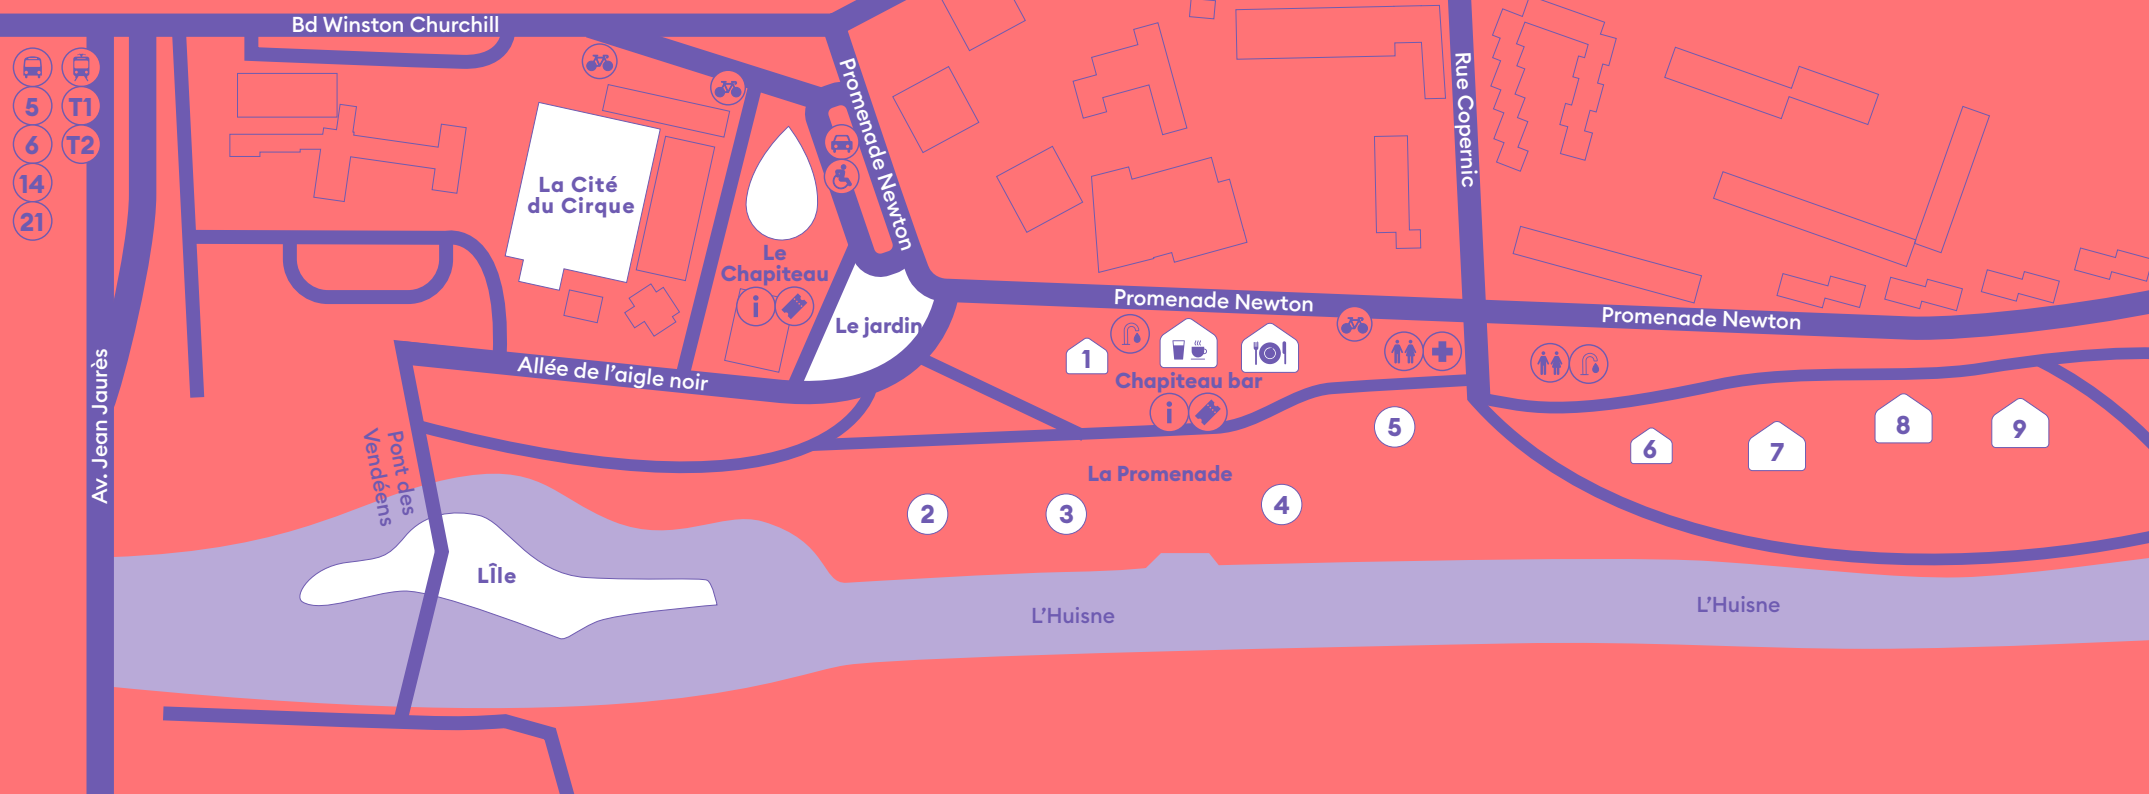 Bd Winston Churchill
5
6
14
21
T1
T2
Av. Jean Jaurès
La Cité
du Cirque
Le
Chapiteau
i
Promenade Newton
Le jardin
Allée de l’aigle noir
Pont des
Vendéens
LÎle
Rue Copernic
Promenade Newton
Promenade Newton
1
Chapiteau bar
i
5
La Promenade
2
3
4
6
7
8
9
L’Huisne
L’Huisne